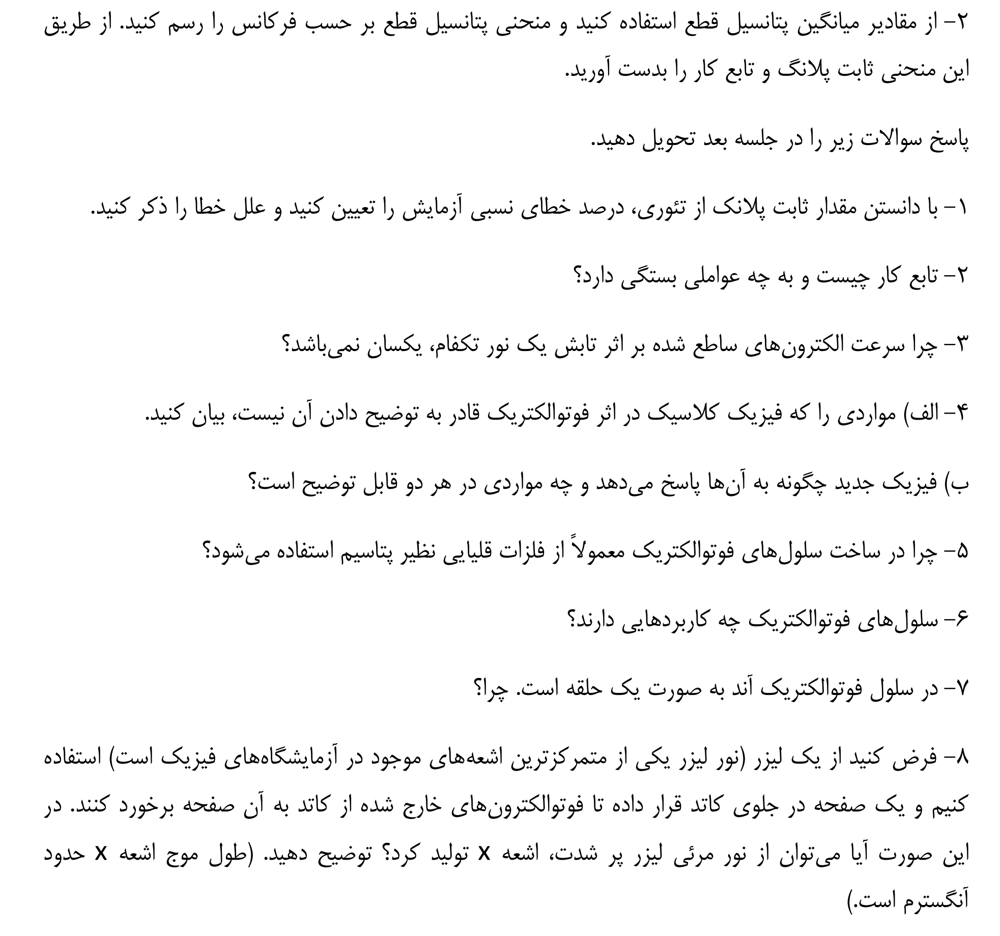 ۲- از مقادیر میانگین پتانسیل قطع استفاده کنید و منحنی پتانسیل قطع بر حسب فرکانس را رسم کنید. از طریق
این منحنی ثابت پلانگ و تابع کار را بدست آورید.
پاسخ سوالات زیر را در جلسه بعد تحویل دهید.
۱- با دانستن مقدار ثابت پلانک از تئوری، درصد خطای نسبی آزمایش را تعیین کنید و علل خطا را ذکر کنید.
۲- تابع کار چیست و به چه عواملی بستگی دارد؟
۳- چرا سرعت الکترون‌های ساطع شده بر اثر تابش یک نور تکفام، یکسان نمی‌باشد؟
۴- الف) مواردی را که فیزیک کلاسیک در اثر فوتوالکتریک قادر به توضیح دادن آن نیست، بیان کنید.
ب) فیزیک جدید چگونه به آن‌ها پاسخ می‌دهد و چه مواردی در هر دو قابل توضیح است؟
۵- چرا در ساخت سلول‌های فوتوالکتریک معمولاً از فلزات قلیایی نظیر پتاسیم استفاده می‌شود؟
۶- سلول‌های فوتوالکتریک چه کاربردهایی دارند؟
۷- در سلول فوتوالکتریک آند به صورت یک حلقه است. چرا؟
۸- فرض کنید از یک لیزر (نور لیزر یکی از متمرکزترین اشعه‌های موجود در آزمایشگاه‌های فیزیک است) استفاده
کنیم و یک صفحه در جلوی کاتد قرار داده تا فوتوالکترون‌های خارج شده از کاتد به آن صفحه برخورد کنند. در
این صورت آیا می‌توان از نور مرئی لیزر پر شدت، اشعه X تولید کرد؟ توضیح دهید. (طول موج اشعه X حدود
آنگسترم است.)